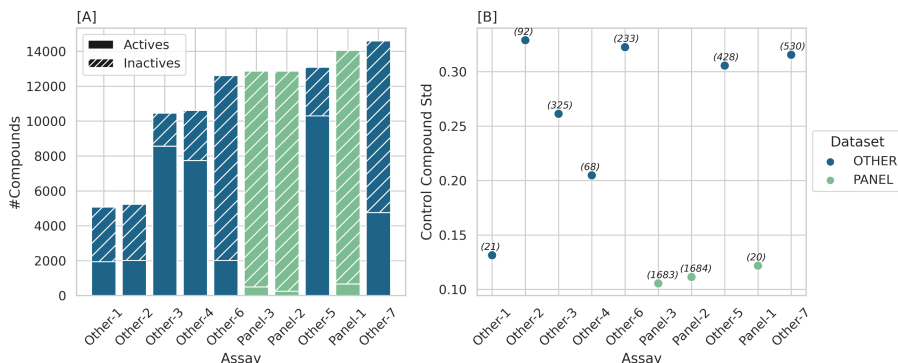 [A]
[B]
Actives
Inactives
#Compounds
14000
12000
10000
8000
6000
4000
2000
0
Other-1
Other-2
Other-3
Other-4
Other-6
Panel-3
Panel-2
Other-5
Panel-1
Other-7
Assay
Control Compound Std
0.30
0.25
0.20
0.15
0.10
(21)
(92)
(325)
(68)
(233)
(1683)
(1684)
(428)
(20)
(530)
Other-1
Other-2
Other-3
Other-4
Other-6
Panel-3
Panel-2
Other-5
Panel-1
Other-7
Assay
Dataset
OTHER
PANEL